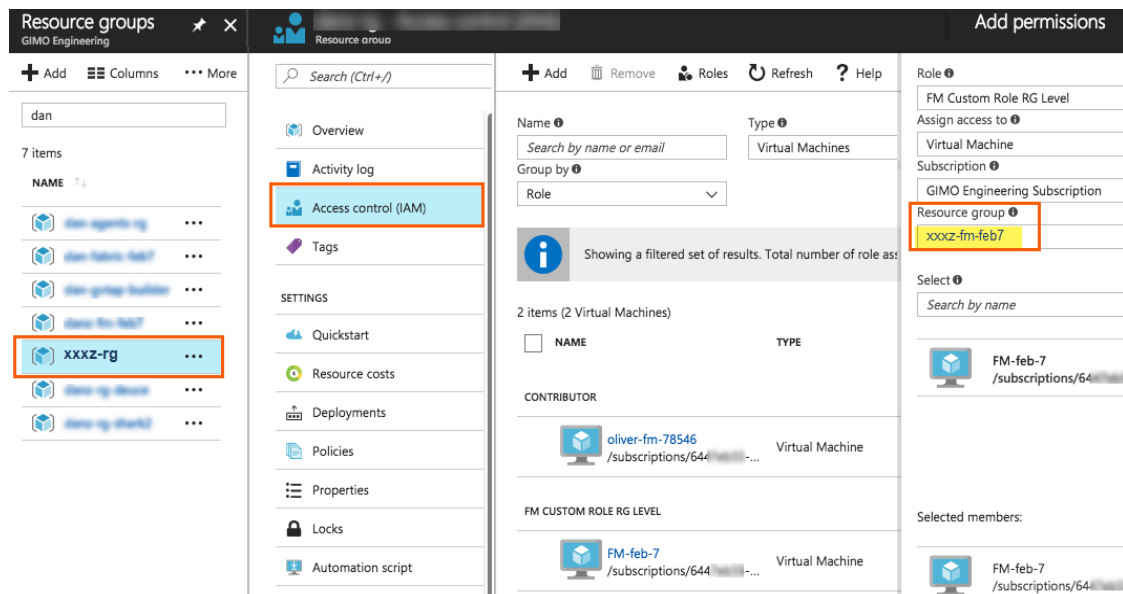 Resource groups
GIMO Engineering
Add
Columns
More
dan
7 items
NAME
xxxz-rg
Resource group
Search (Ctrl+/)
Overview
Activity log
Access control (IAM)
Tags
SETTINGS
Quickstart
Resource costs
Deployments
Policies
Properties
Locks
Automation script
Add
Remove
Roles
Refresh
Help
Name
Type
Search by name or email
Virtual Machines
Group by
Role
Showing a filtered set of results. Total number of role ass
2 items (2 Virtual Machines)
NAME
TYPE
CONTRIBUTOR
oliver-fm-78546
/subscriptions/644
Virtual Machine
FM CUSTOM ROLE RG LEVEL
FM-feb-7
/subscriptions/644
Virtual Machine
Add permissions
Role
FM Custom Role RG Level
Assign access to
Virtual Machine
Subscription
GIMO Engineering Subscription
Resource group
xxxz-fm-feb7
Select
Search by name
FM-feb-7
/subscriptions/64
Selected members:
FM-feb-7
/subscriptions/64